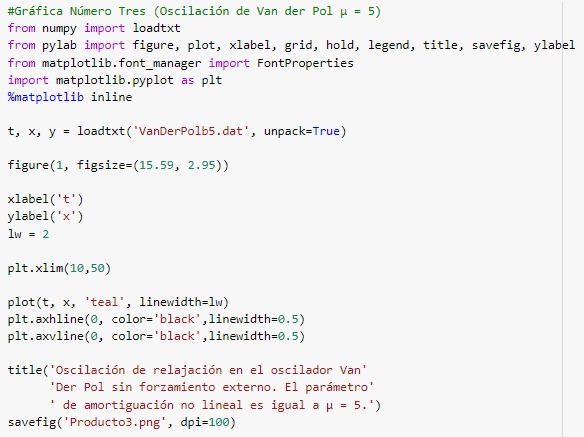 #Gráfica Número Tres (Oscilación de Van der Pol μ = 5)
from numpy import loadtxt
from pylab import figure, plot, xlabel, grid, hold, legend, title, savefig, ylabel
from matplotlib.font_manager import FontProperties
import matplotlib.pyplot as plt
%matplotlib inline
t, x, y = loadtxt('VanDerPolb5.dat', unpack=True)
figure(1, figsize=(15.59, 2.95))
xlabel('t')
ylabel('x')
lw = 2
plt.xlim(10,50)
plot(t, x, 'teal', linewidth=lw)
plt.axhline(0, color='black',linewidth=0.5)
plt.axvline(0, color='black',linewidth=0.5)
title('Oscilación de relajación en el oscilador Van'
'Der Pol sin forzamiento externo. El parámetro'
' de amortiguación no lineal es igual a μ = 5.')
savefig('Producto3.png', dpi=100)